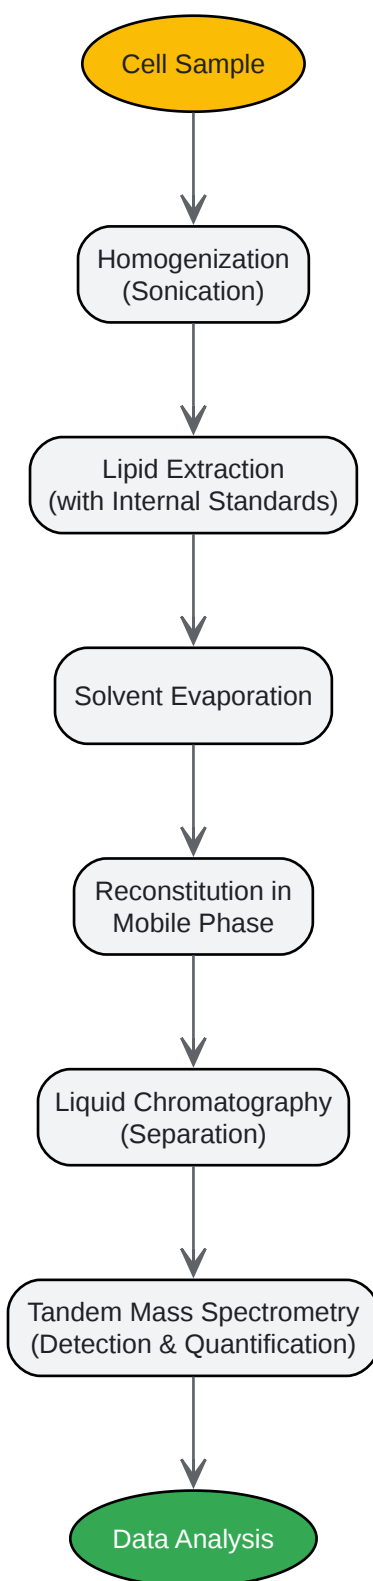 Cell Sample
Homogenization
(Sonication)
Lipid Extraction
(with Internal Standards)
Solvent Evaporation
Reconstitution in
Mobile Phase
Liquid Chromatography
(Separation)
Tandem Mass Spectrometry
(Detection & Quantification)
Data Analysis